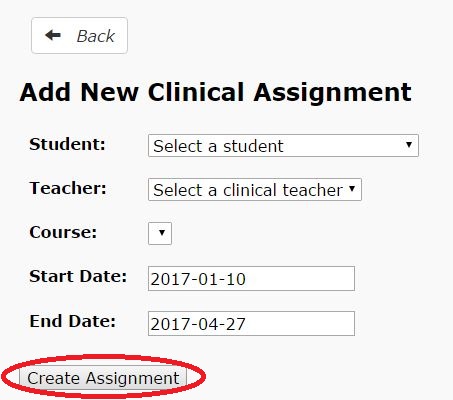 Back
Add New Clinical Assignment
Student: Select a student
Teacher: Select a clinical teacher
Course:
Start Date: 2017-01-10
End Date: 2017-04-27
Create Assignment